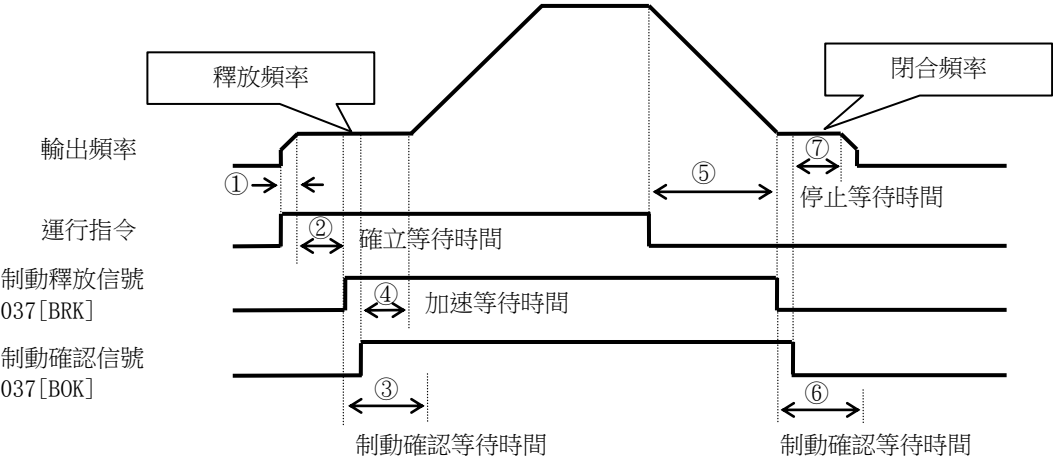 釋放頻率
閉合頻率
輸出頻率
①
⑤
⑦
停止等待時間
運行指令
②
確立等待時間
制動釋放信號
037[BRK]
④
加速等待時間
制動確認信號
037[BOK]
③
⑥
制動確認等待時間
制動確認等待時間